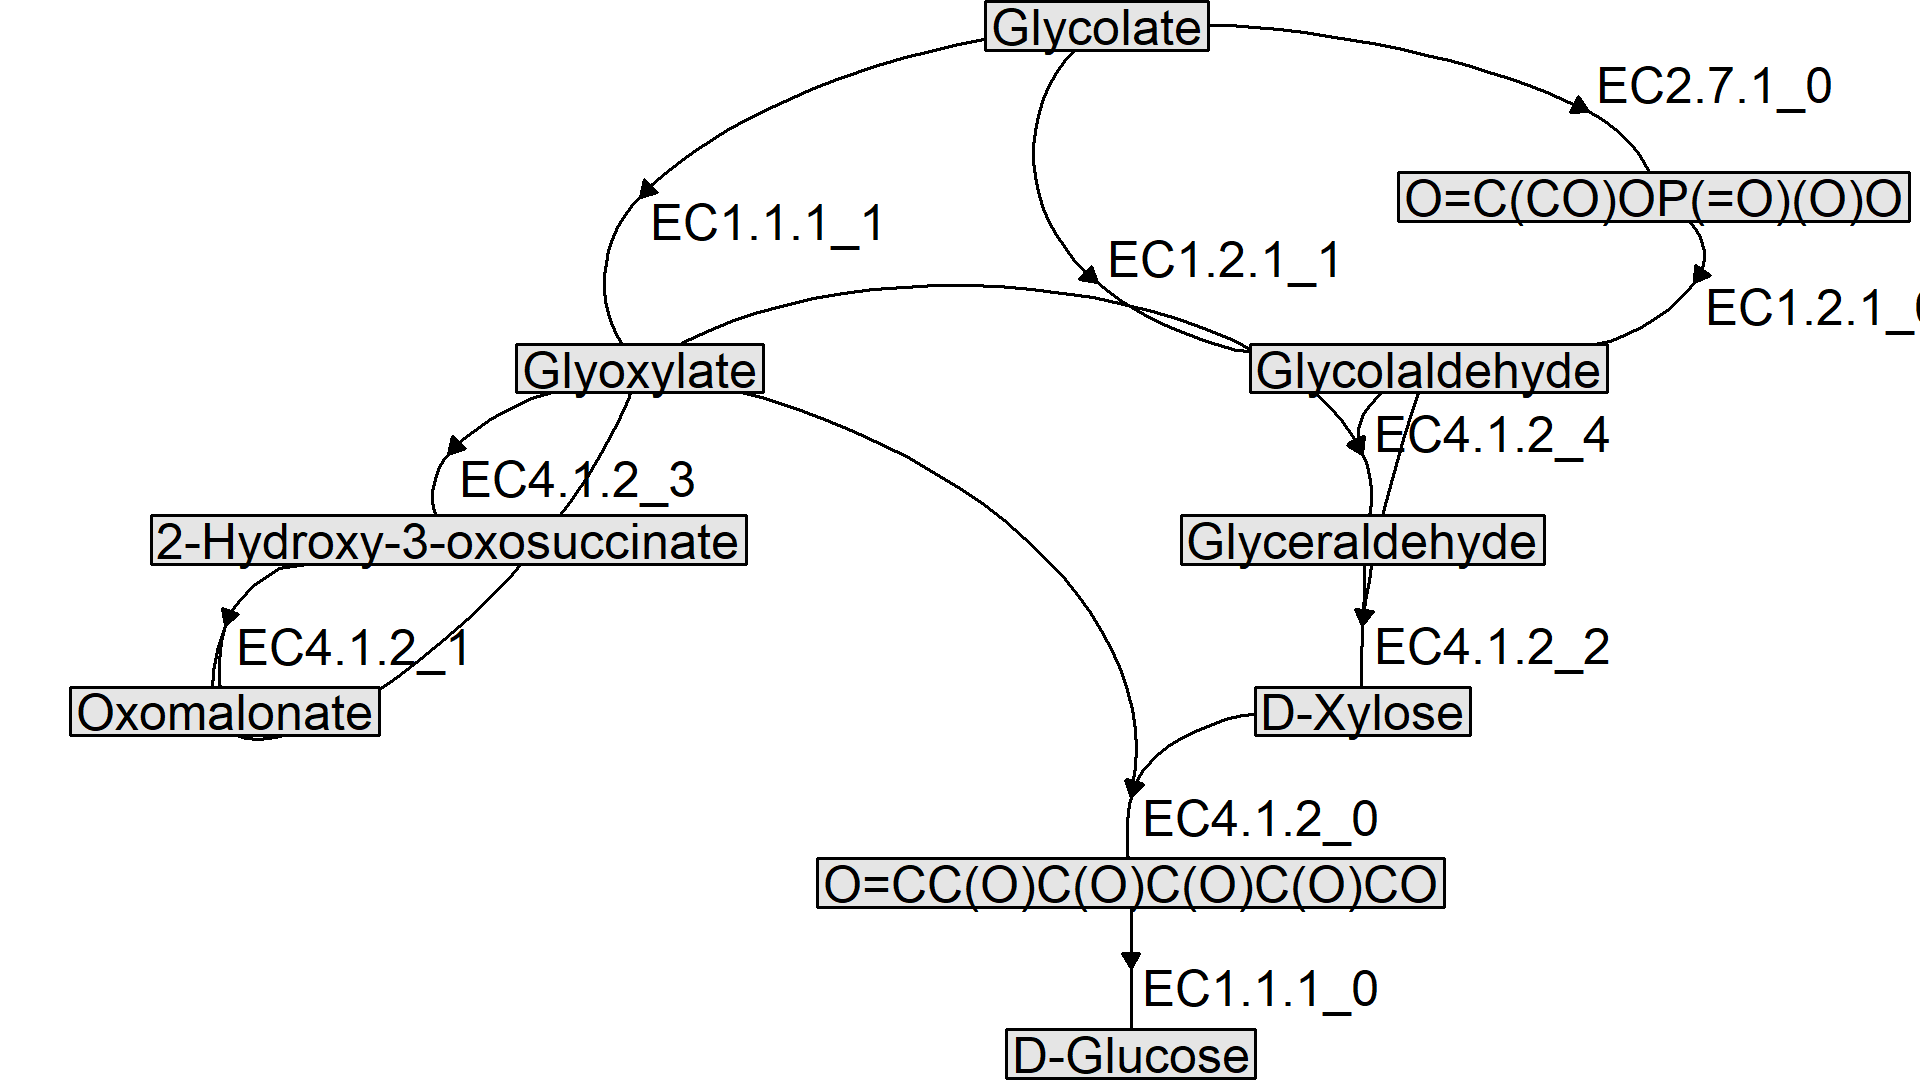 Glycolate
EC2.7.1_0
O=C(CO)OP(=O)(O)O
EC1.1.1_1
EC1.2.1_1
EC1.2.1_
Glyoxylate
Glycolaldehyde
EC4.1.2_4
EC4.1.2_3
2-Hydroxy-3-oxosuccinate
Glyceraldehyde
EC4.1.2_1
EC4.1.2_2
Oxomalonate
D-Xylose
EC4.1.2_0
O=CC(O)C(O)C(O)C(O)CO
EC1.1.1_0
D-Glucose